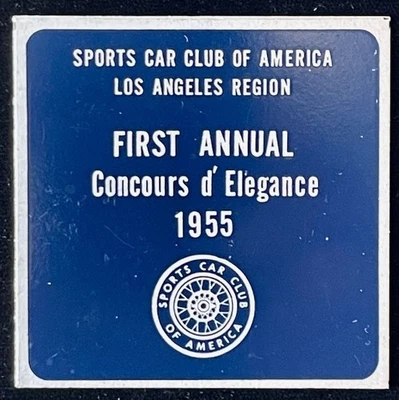 SPORTS CAR CLUB OF AMERICA
LOS ANGELES REGION
FIRST ANNUAL
Concours d'Elegance
1955
SPORTS CAR CLUB
OF AMERICA